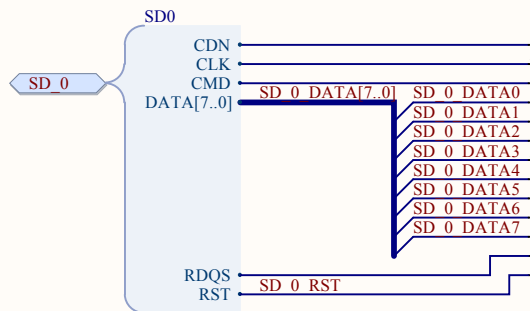 SD0
CDN
CLK
SD_0
CMD
DATA[7..0]
SD_0_DATA[7..0]
SD_0_DATA0
SD_0_DATA1
SD_0_DATA2
SD_0_DATA3
SD_0_DATA4
SD_0_DATA5
SD_0_DATA6
SD_0_DATA7
RDQS
RST
SD_0_RST